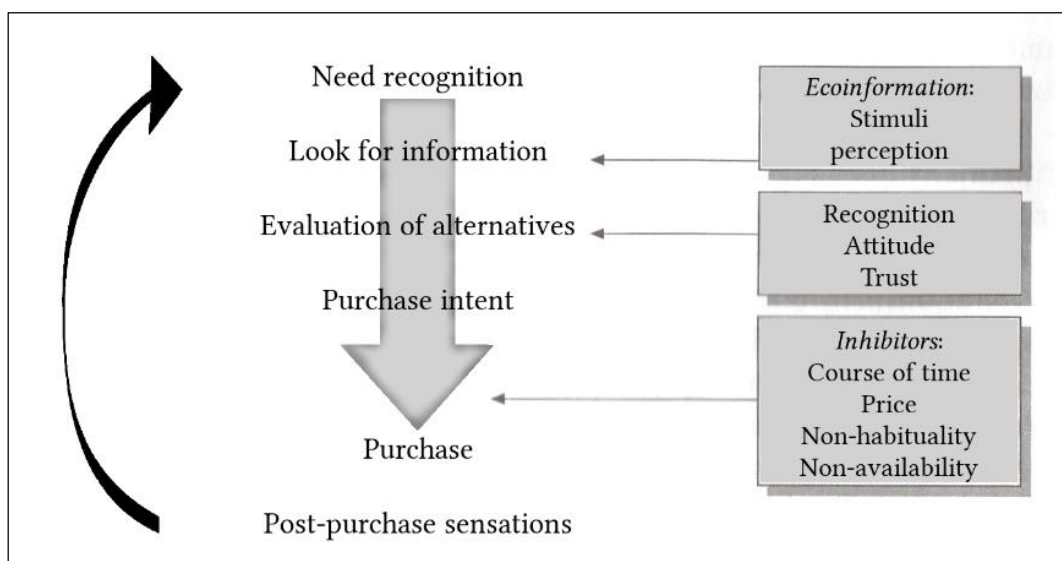 Need recognition
Look for information
Evaluation of alternatives
Purchase intent
Purchase
Post-purchase sensations
Ecoinformation:
Stimuli
perception
Recognition
Attitude
Trust
Inhibitors:
Course of time
Price
Non-habituality
Non-availability